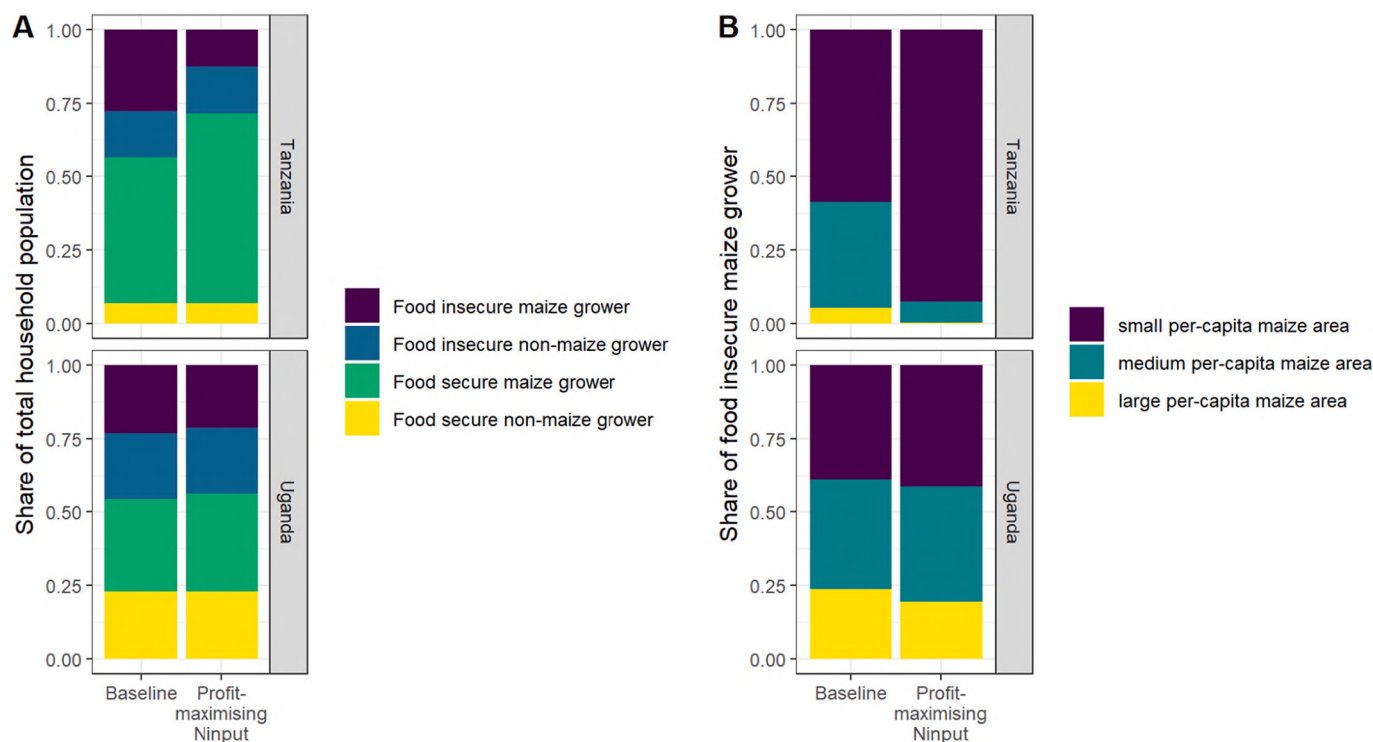 A
Share of total household population
1.00
0.75
0.50
0.25
0.00
Tanzania
1.00
0.75
0.50
0.25
0.00
Uganda
Baseline
Profit-
maximising
Ninput
Food insecure maize grower
Food insecure non-maize grower
Food secure maize grower
Food secure non-maize grower
B
Share of food insecure maize grower
1.00
0.75
0.50
0.25
0.00
Tanzania
1.00
0.75
0.50
0.25
0.00
Uganda
Baseline
Profit-
maximising
Ninput
small per-capita maize area
medium per-capita maize area
large per-capita maize area